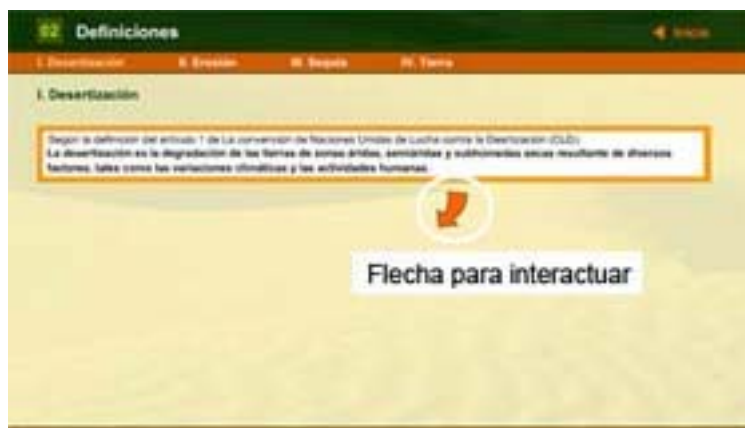 02 Definiciones
Inicio
I. Desertización II. Erosión III. Sequía IV. Tierra
I. Desertización
Según la definición del artículo 1 de La convención de Naciones Unidas de Lucha contra la Desertización (CLD):
La desertización es la degradación de las tierras de zonas áridas, semiáridas y subhúmedas secas resultante de diversos
factores, tales como las variaciones climáticas y las actividades humanas.
Flecha para interactuar